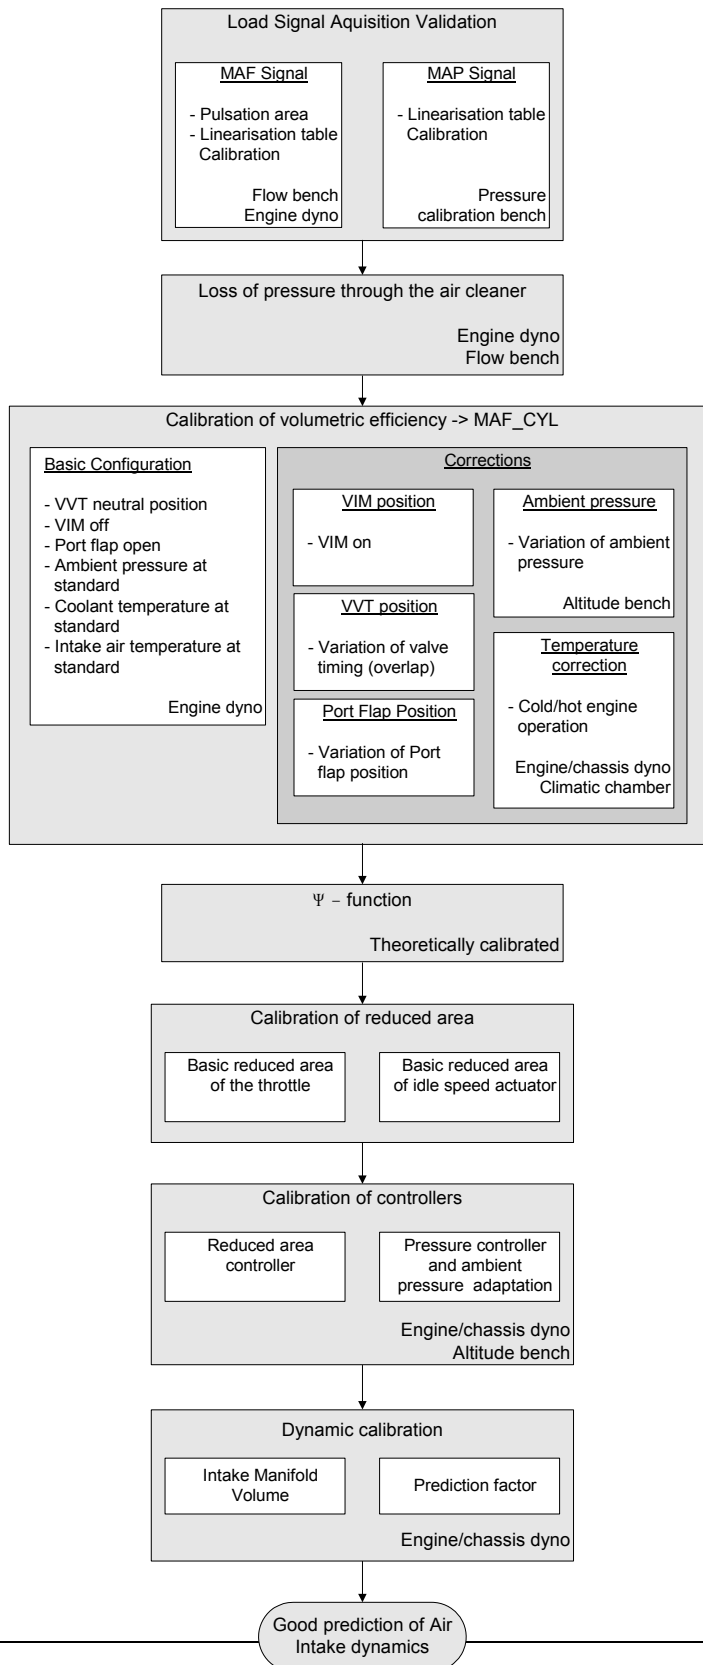 Load Signal Aquisition Validation
MAF Signal
- Pulsation area
- Linearisation table
Calibration
Flow bench
Engine dyno
MAP Signal
- Linearisation table
Calibration
Pressure
calibration bench
Loss of pressure through the air cleaner
Engine dyno
Flow bench
Calibration of volumetric efficiency -> MAF_CYL
Basic Configuration
- VVT neutral position
- VIM off
- Port flap open
- Ambient pressure at
standard
- Coolant temperature at
standard
- Intake air temperature at
standard
Engine dyno
Corrections
VIM position
- VIM on
VVT position
- Variation of valve
timing (overlap)
Port Flap Position
- Variation of Port
flap position
Ambient pressure
- Variation of ambient
pressure
Altitude bench
Temperature
correction
- Cold/hot engine
operation
Engine/chassis dyno
Climatic chamber
Ψ – function
Theoretically calibrated
Calibration of reduced area
Basic reduced area
of the throttle
Basic reduced area
of idle speed actuator
Calibration of controllers
Reduced area
controller
Pressure controller
and ambient
pressure adaptation
Engine/chassis dyno
Altitude bench
Dynamic calibration
Intake Manifold
Volume
Prediction factor
Engine/chassis dyno
Good prediction of Air
Intake dynamics